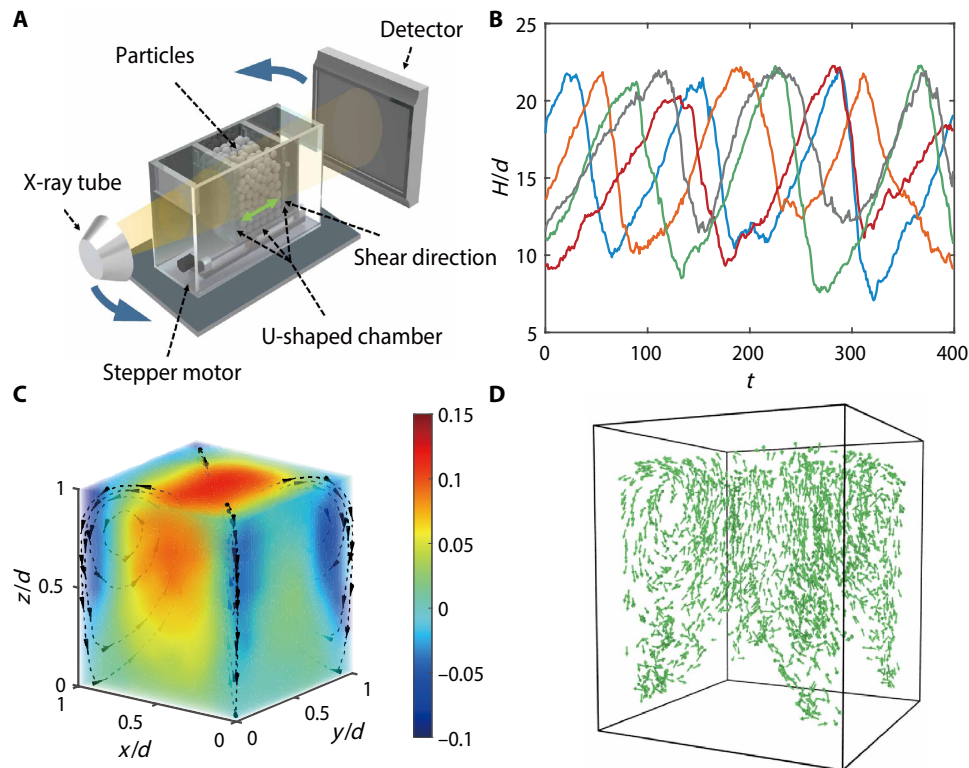 A
Particles
Detector
X-ray tube
Shear direction
U-shaped chamber
Stepper motor
B
25
20
15
10
5
H/d
0
100
200
300
400
t
C
1
0.5
0
z/d
1
0.5
0
x/d
0
0.5
1
y/d
0.15
0.1
0.05
0
−0.05
−0.1
D